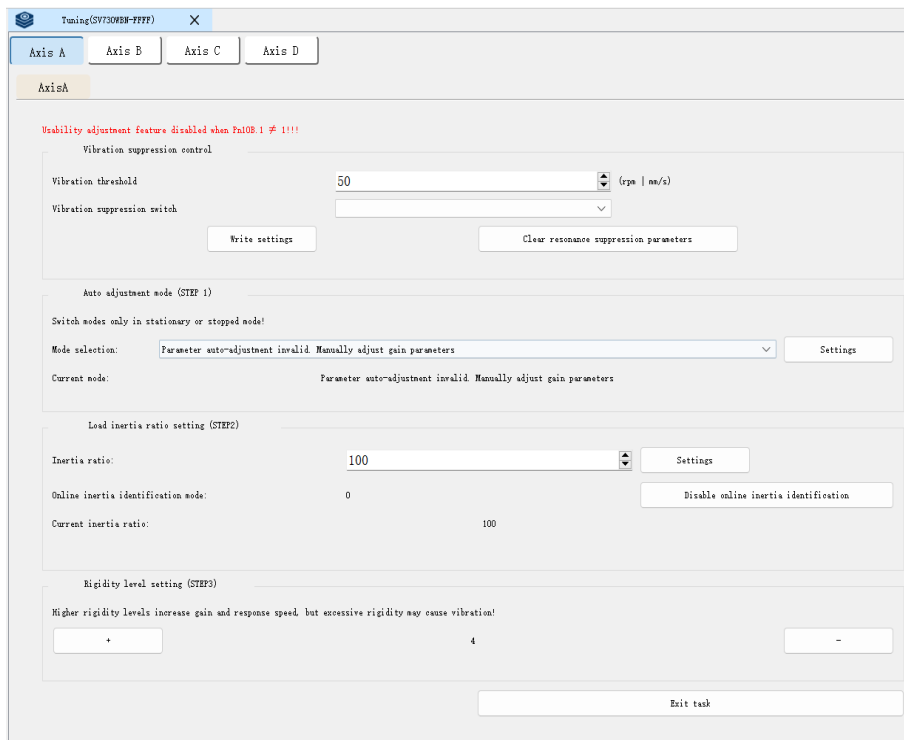 Tuning(SV730WBN-FFFF)
Axis A Axis B Axis C Axis D
AxisA
Usability adjustment feature disabled when Pn10B.1 ≠ 1!!!
Vibration suppression control
Vibration threshold 50 (rpm | mm/s)
Vibration suppression switch
Write settings Clear resonance suppression parameters
Auto adjustment mode (STEP 1)
Switch modes only in stationary or stopped mode!
Mode selection: Parameter auto-adjustment invalid. Manually adjust gain parameters Settings
Current mode: Parameter auto-adjustment invalid. Manually adjust gain parameters
Load inertia ratio setting (STEP2)
Inertia ratio: 100 Settings
Online inertia identification mode: 0 Disable online inertia identification
Current inertia ratio: 100
Rigidity level setting (STEP3)
Higher rigidity levels increase gain and response speed, but excessive rigidity may cause vibration!
+ 4 -
Exit task